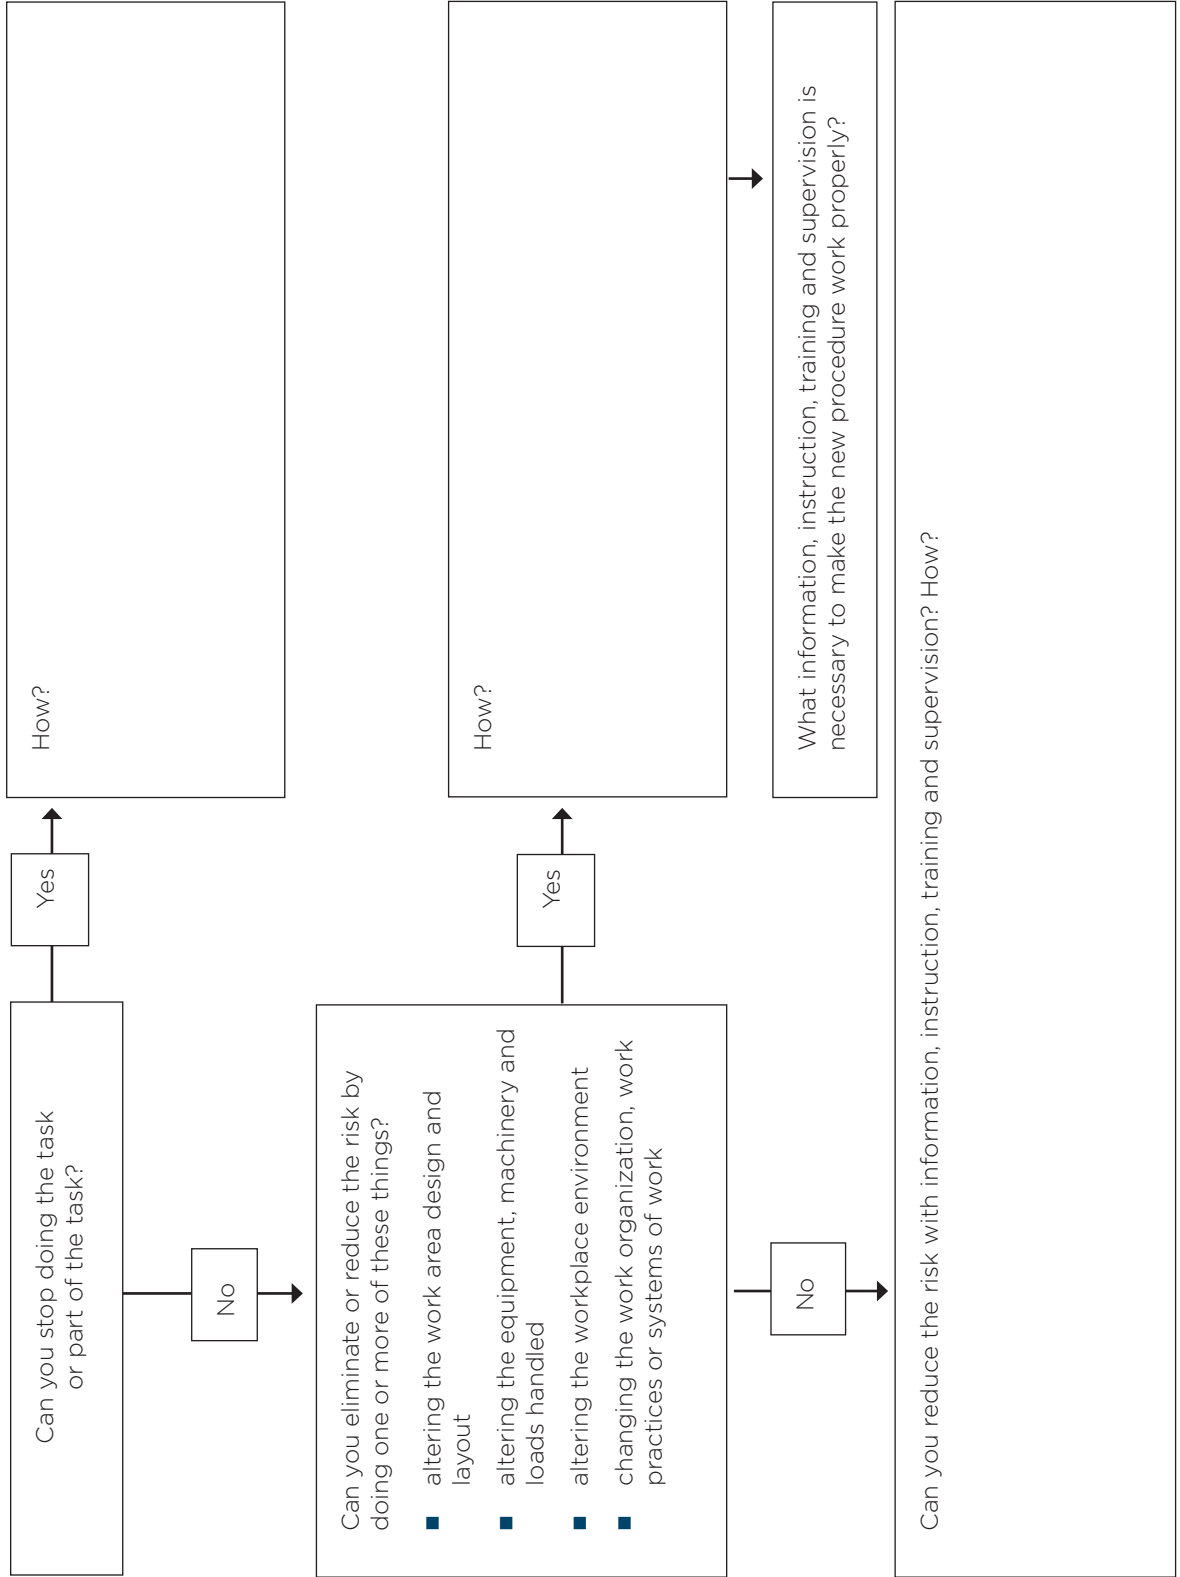 Can you stop doing the task
or part of the task?
Yes
How?
No
Can you eliminate or reduce the risk by
doing one or more of these things?
■ altering the work area design and
layout
■ altering the equipment, machinery and
loads handled
■ altering the workplace environment
■ changing the work organization, work
practices or systems of work
Yes
How?
What information, instruction, training and supervision is
necessary to make the new procedure work properly?
No
Can you reduce the risk with information, instruction, training and supervision? How?